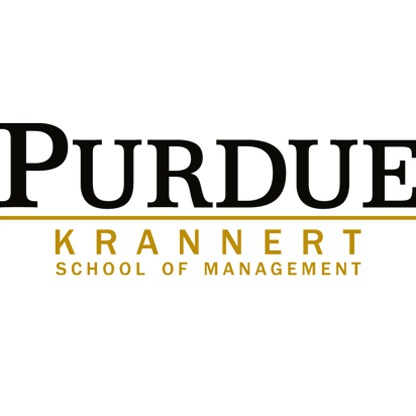 PURDUE
KRANNERT
SCHOOL OF MANAGEMENT